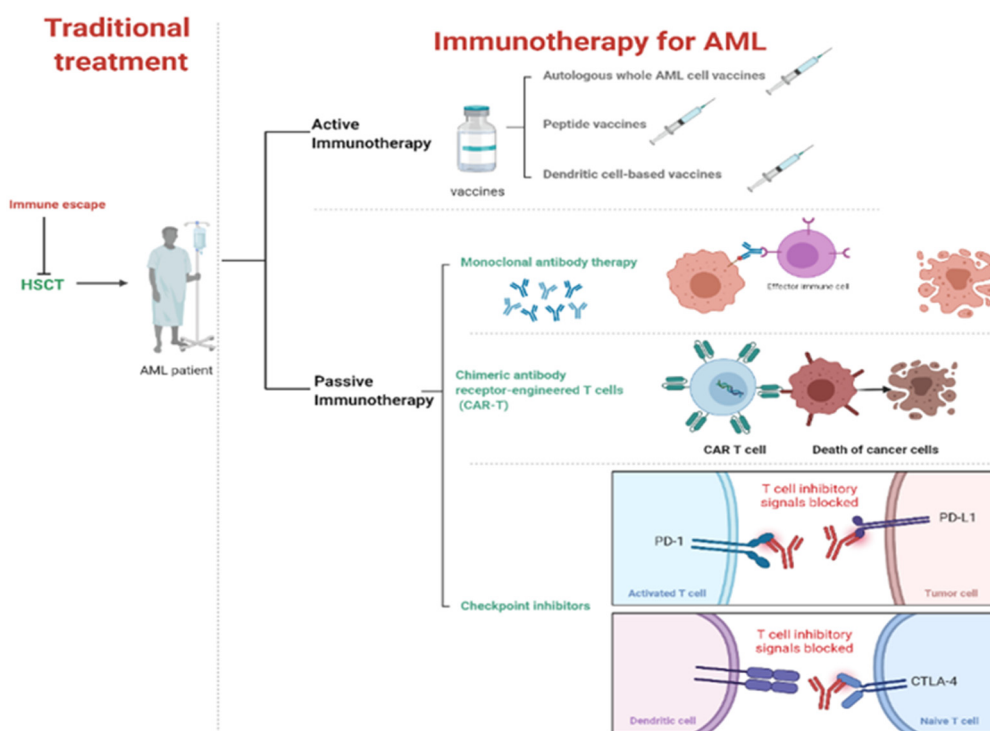 Traditional
treatment
Immunotherapy for AML
Immune escape
HSCT
AML patient
Active
Immunotherapy
vaccines
Autologous whole AML cell vaccines
Peptide vaccines
Dendritic cell-based vaccines
Passive
Immunotherapy
Monoclonal antibody therapy
Effector immune cell
Chimeric antibody
receptor-engineered T cells
(CAR-T)
CAR T cell
Death of cancer cells
Checkpoint inhibitors
T cell inhibitory
signals blocked
PD-1
PD-L1
Activated T cell
Tumor cell
T cell inhibitory
signals blocked
CTLA-4
Dendritic cell
Naive T cell